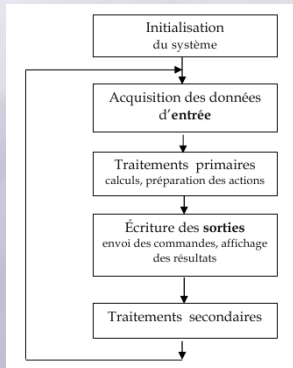 Initialisation
du système
Acquisition des données
d'entrée
Traitements primaires
calculs, préparation des actions
Écriture des sorties
envoi des commandes, affichage
des résultats
Traitements secondaires